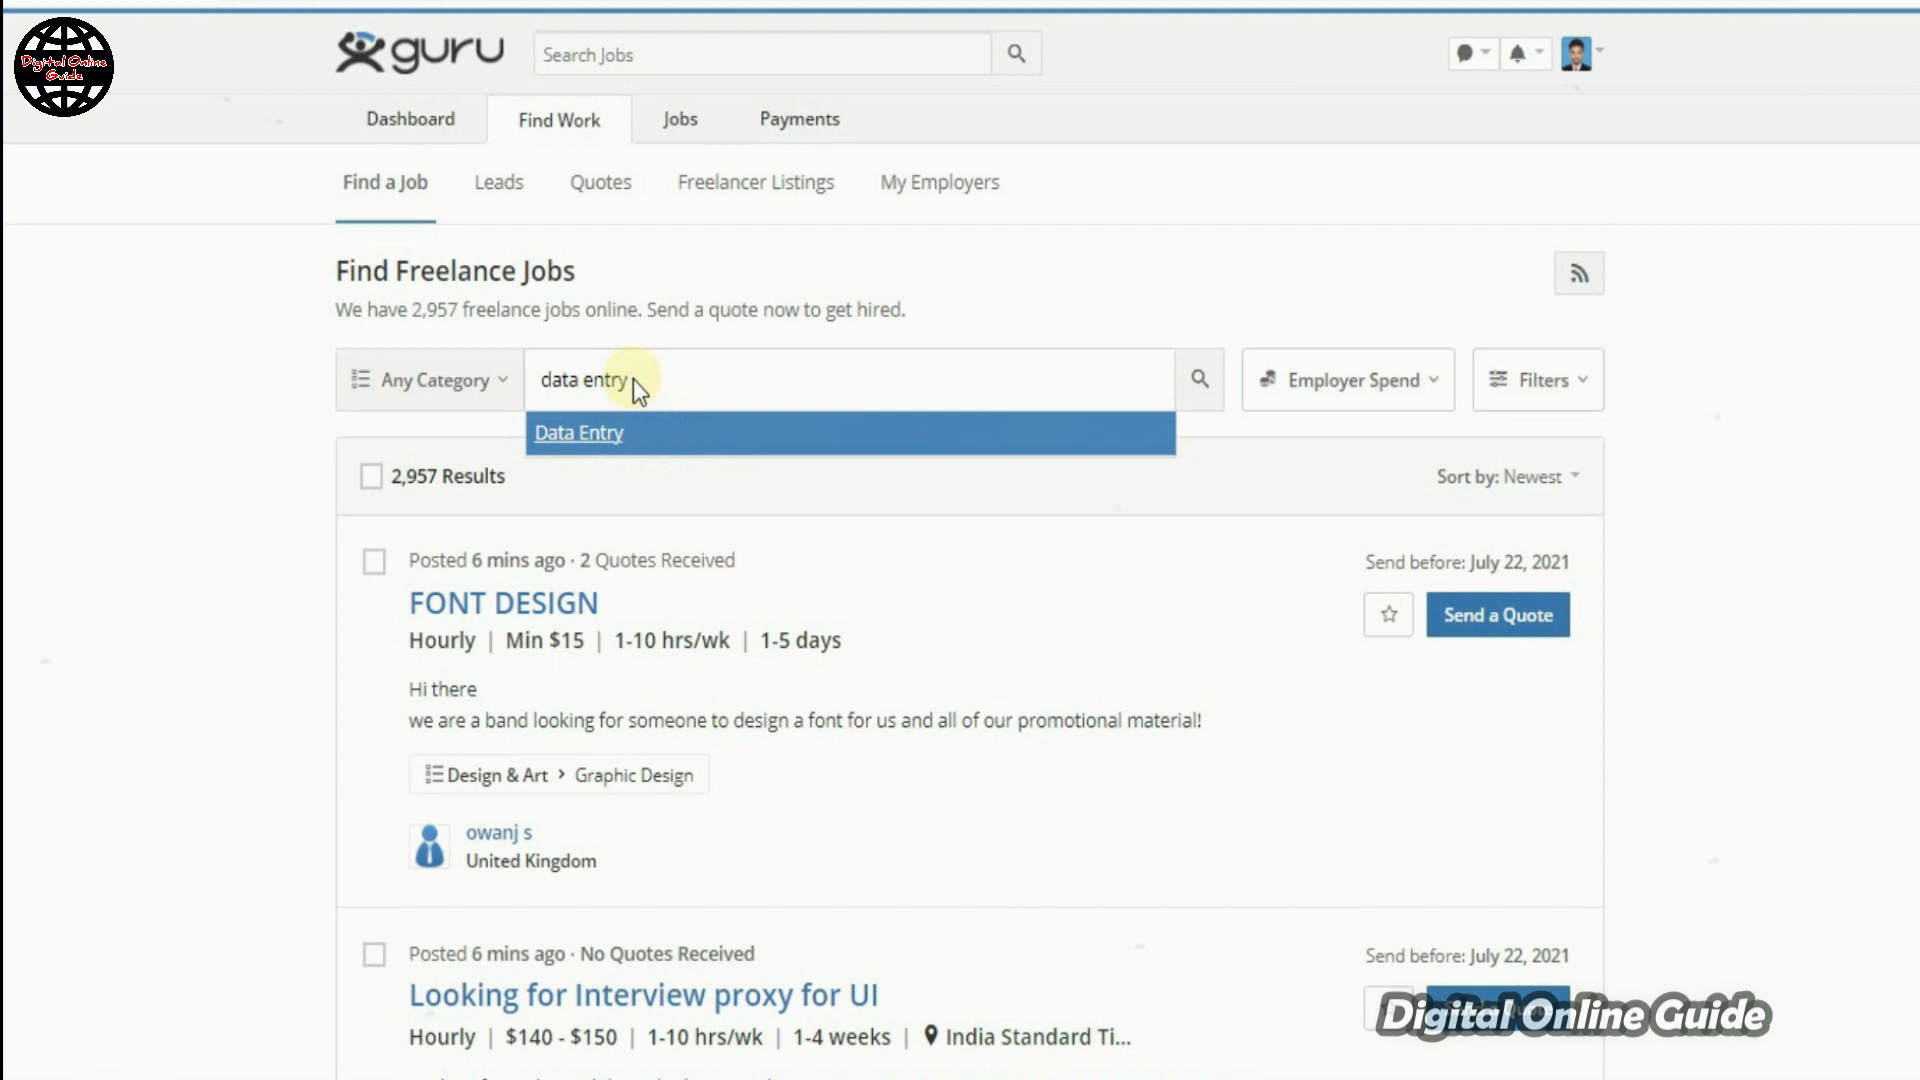 Digital Online
Guide
guru
Search Jobs
Dashboard
Find Work
Jobs
Payments
Find a Job
Leads
Quotes
Freelancer Listings
My Employers
Find Freelance Jobs
We have 2,957 freelance jobs online. Send a quote now to get hired.
Any Category
data entry
Employer Spend
Filters
Data Entry
2,957 Results
Sort by: Newest
Posted 6 mins ago · 2 Quotes Received
Send before: July 22, 2021
FONT DESIGN
Send a Quote
Hourly | Min $15 | 1-10 hrs/wk | 1-5 days
Hi there
we are a band looking for someone to design a font for us and all of our promotional material!
Design & Art > Graphic Design
owanj s
United Kingdom
Posted 6 mins ago · No Quotes Received
Send before: July 22, 2021
Looking for Interview proxy for UI
Digital Online Guide
Hourly | $140 - $150 | 1-10 hrs/wk | 1-4 weeks | India Standard Ti...